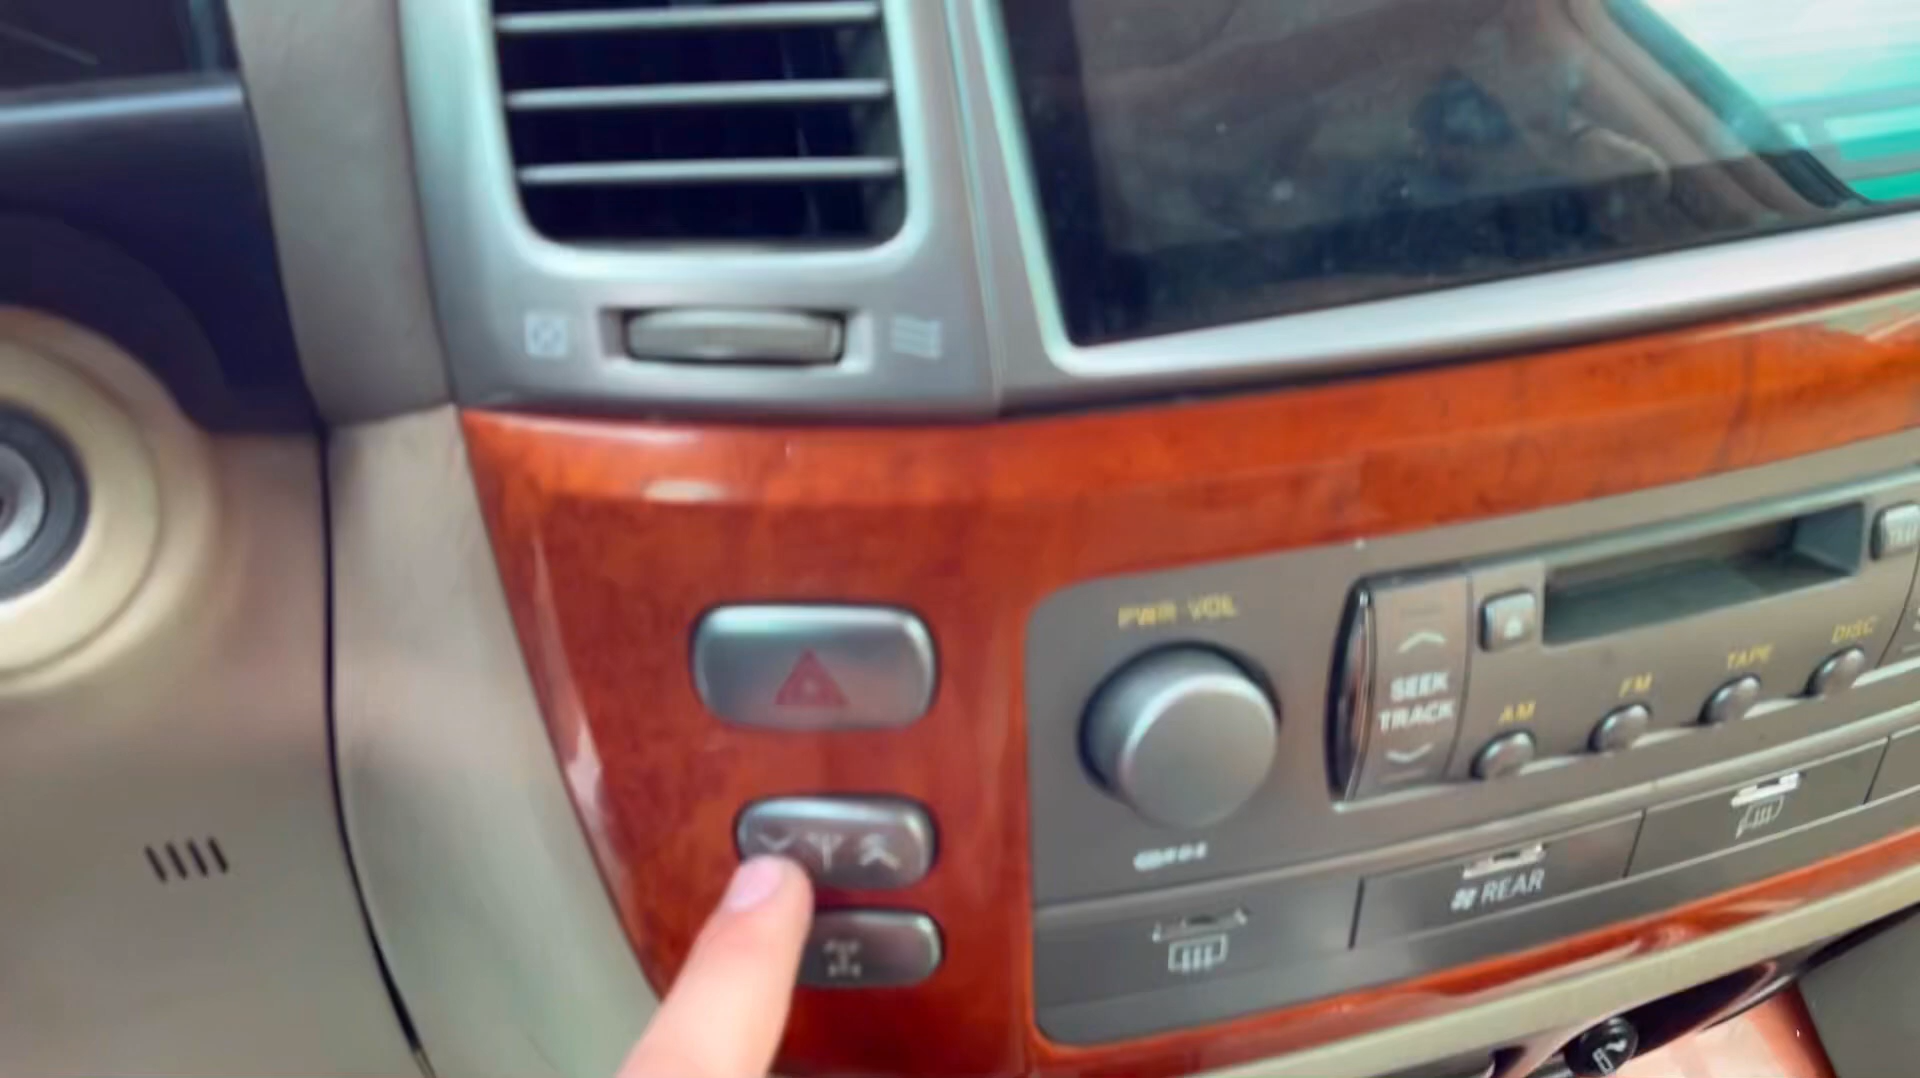 PWR VOL
SEEK
TRACK
AM
FM
TAPE
DISC
REAR